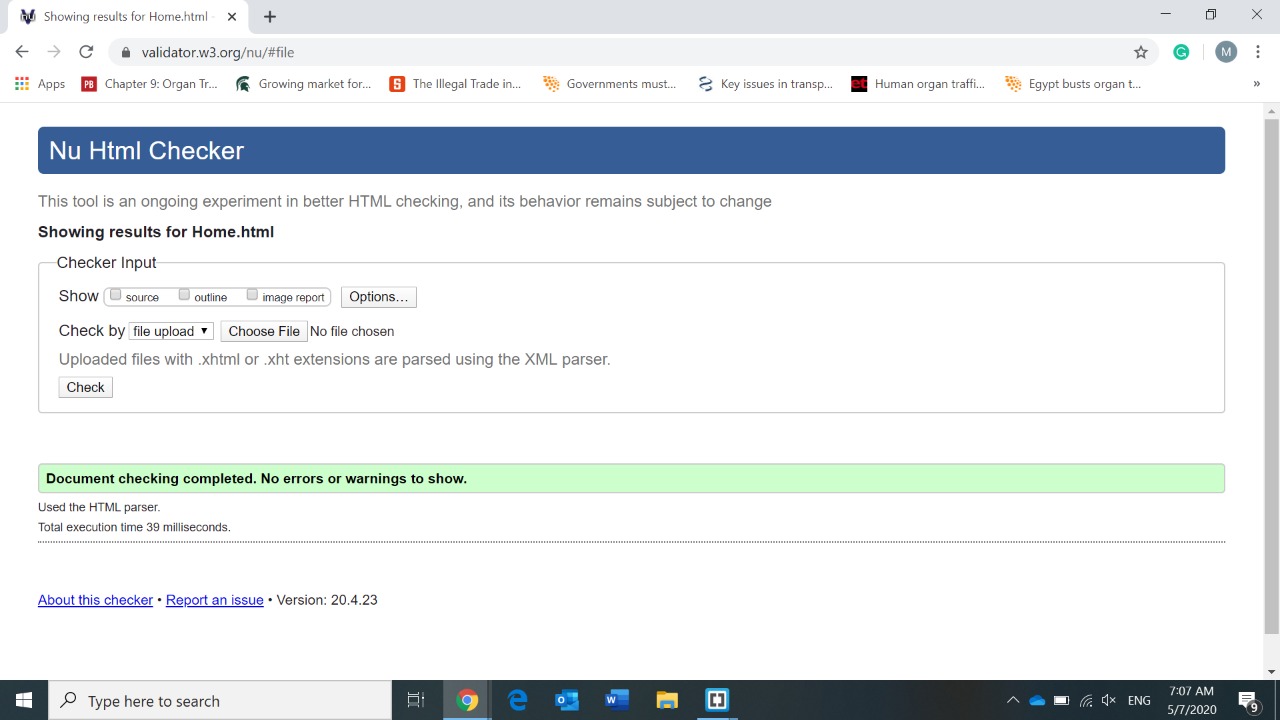 Showing results for Home.html
validator.w3.org/nu/#file
M
Apps
PB Chapter 9: Organ Tr...
Growing market for...
S The Illegal Trade in...
Governments must...
Key issues in transp...
et Human organ traffi...
Egypt busts organ t...
»
Nu Html Checker
This tool is an ongoing experiment in better HTML checking, and its behavior remains subject to change
Showing results for Home.html
Checker Input
Show source outline image report Options...
Check by file upload Choose File No file chosen
Uploaded files with .xhtml or .xht extensions are parsed using the XML parser.
Check
Document checking completed. No errors or warnings to show.
Used the HTML parser.
Total execution time 39 milliseconds.
About this checker • Report an issue • Version: 20.4.23
Type here to search
ENG
7:07 AM
5/7/2020
9